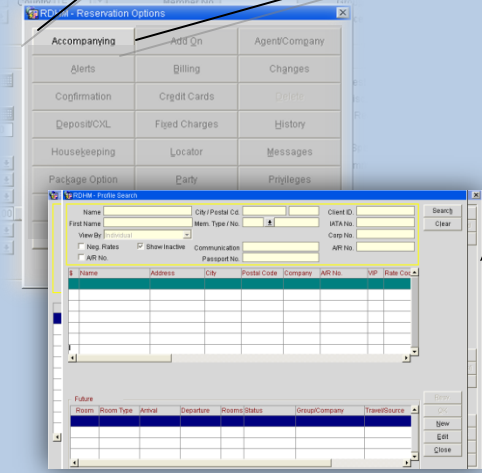 RDHM - Reservation Options
Accompanying Add On Agent/Company
Alerts Billing Changes
Confirmation Credit Cards Delete
Deposit/CXL Fixed Charges History
Housekeeping Locator Messages
Package Option Party Privileges
RDHM - Profile Search
Name City / Postal Cd. Client ID. Search
First Name Mem. Type / No. IATA No. Clear
View By Individual Corp No.
Neg. Rates Show Inactive Communication A/R No.
A/R No. Passport No.
$ Name Address City Postal Code Company A/R No. VIP Rate Coc
Future
Room Room Type Arrival Departure Rooms Status Group/Company Travel/Source
New
Edit
Close